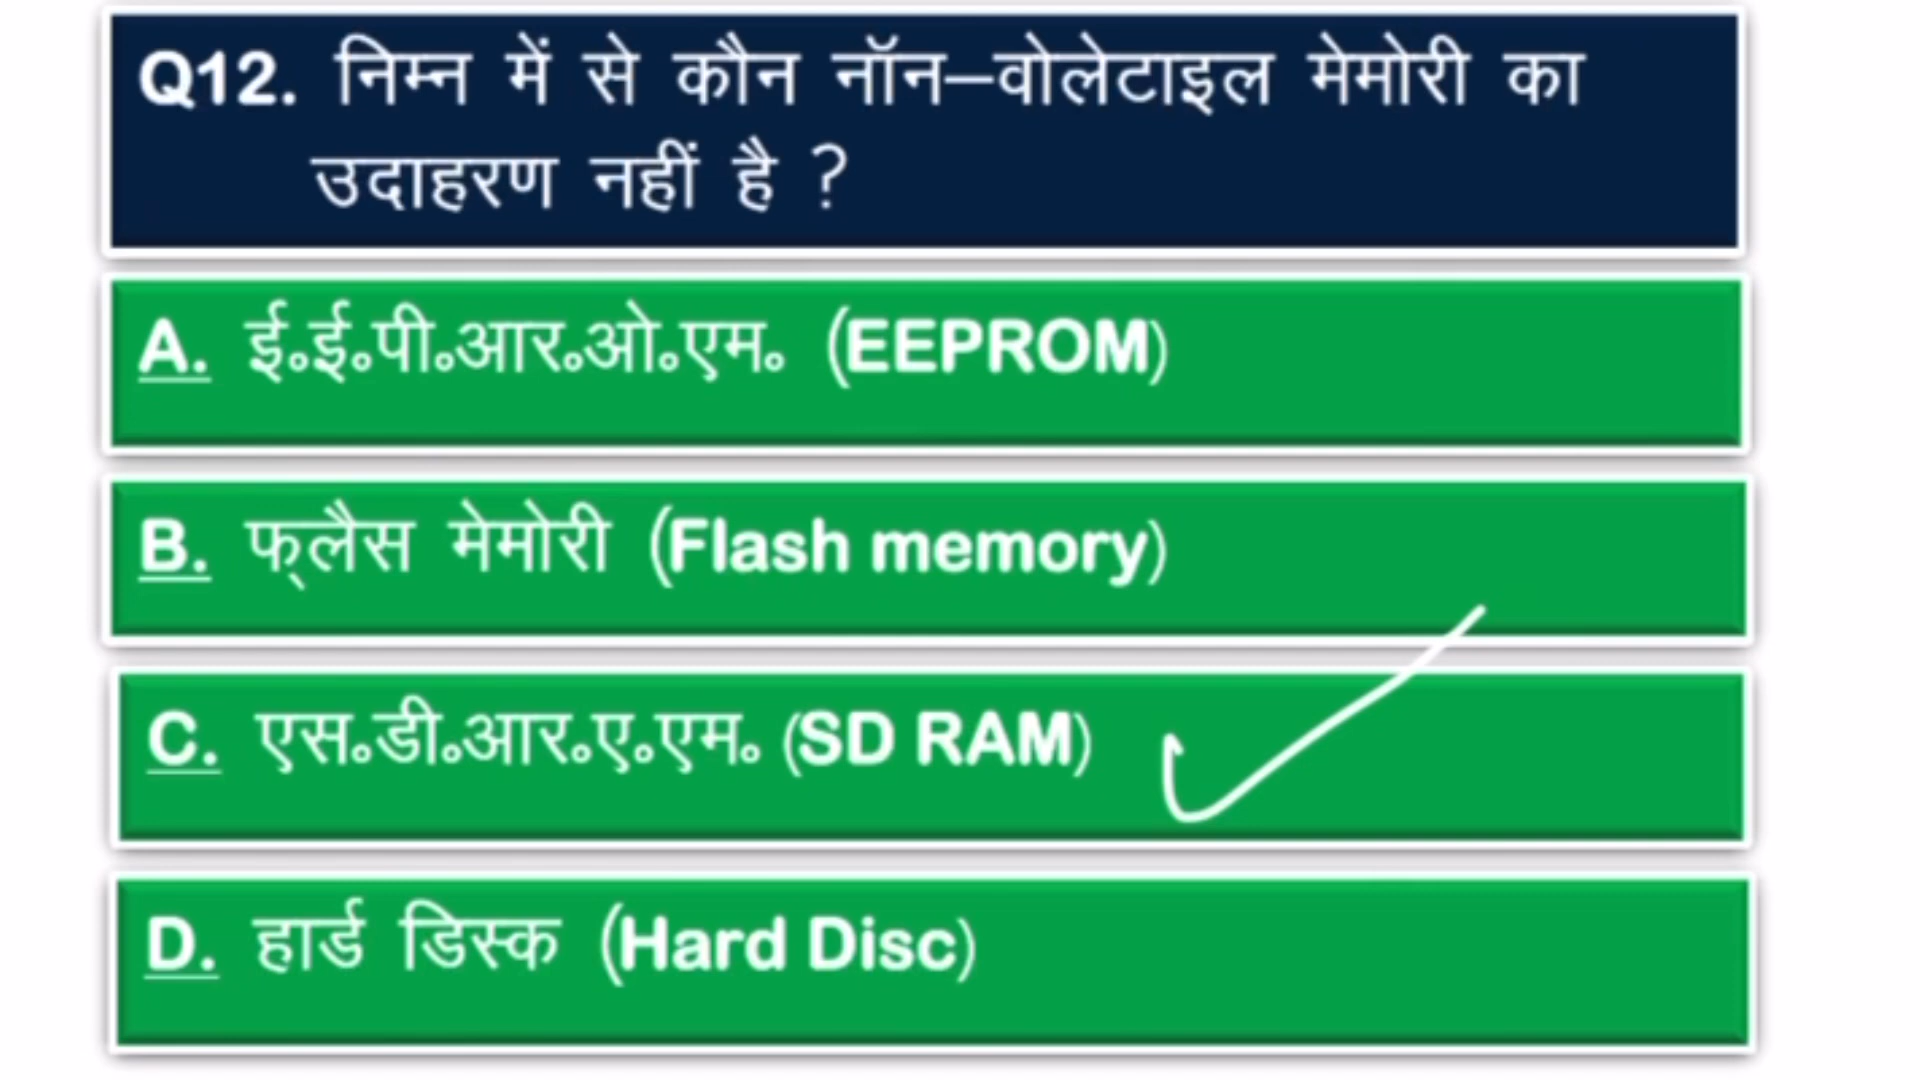 Q12. निम्न में से कौन नॉन–वोलेटाइल मेमोरी का
उदाहरण नहीं है ?
A. ई॰ई॰पी॰आर॰ओ॰एम॰ (EEPROM)
B. फ्लैस मेमोरी (Flash memory)
C. एस॰डी॰आर॰ए॰एम॰ (SD RAM)
D. हार्ड डिस्क (Hard Disc)